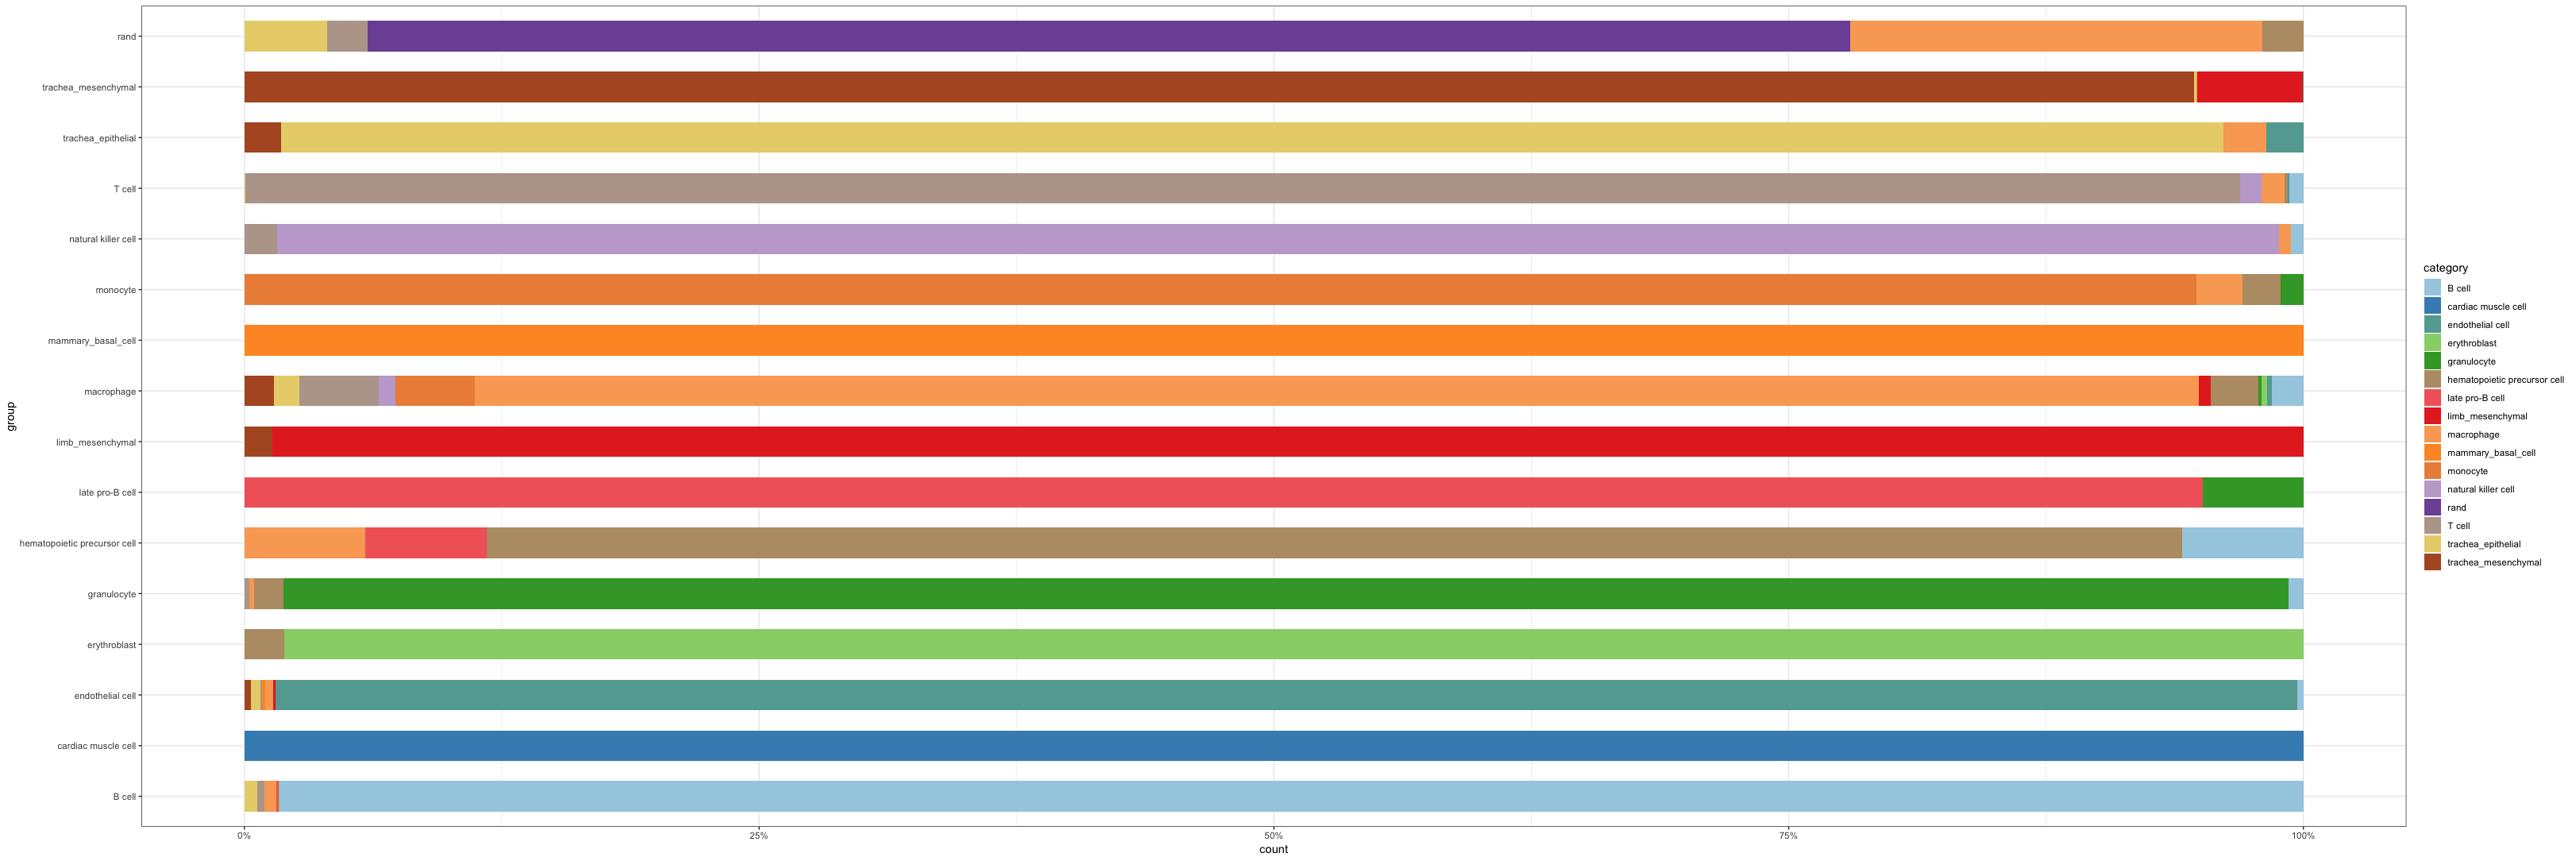 rand
trachea_mesenchymal
trachea_epithelial
T cell
natural killer cell
monocyte
mammary_basal_cell
macrophage
limb_mesenchymal
late pro-B cell
hematopoietic precursor cell
granulocyte
erythroblast
endothelial cell
cardiac muscle cell
B cell
group
0% 25% 50% 75% 100%
count
category
B cell
cardiac muscle cell
endothelial cell
erythroblast
granulocyte
hematopoietic precursor cell
late pro-B cell
limb_mesenchymal
macrophage
mammary_basal_cell
monocyte
natural killer cell
rand
T cell
trachea_epithelial
trachea_mesenchymal